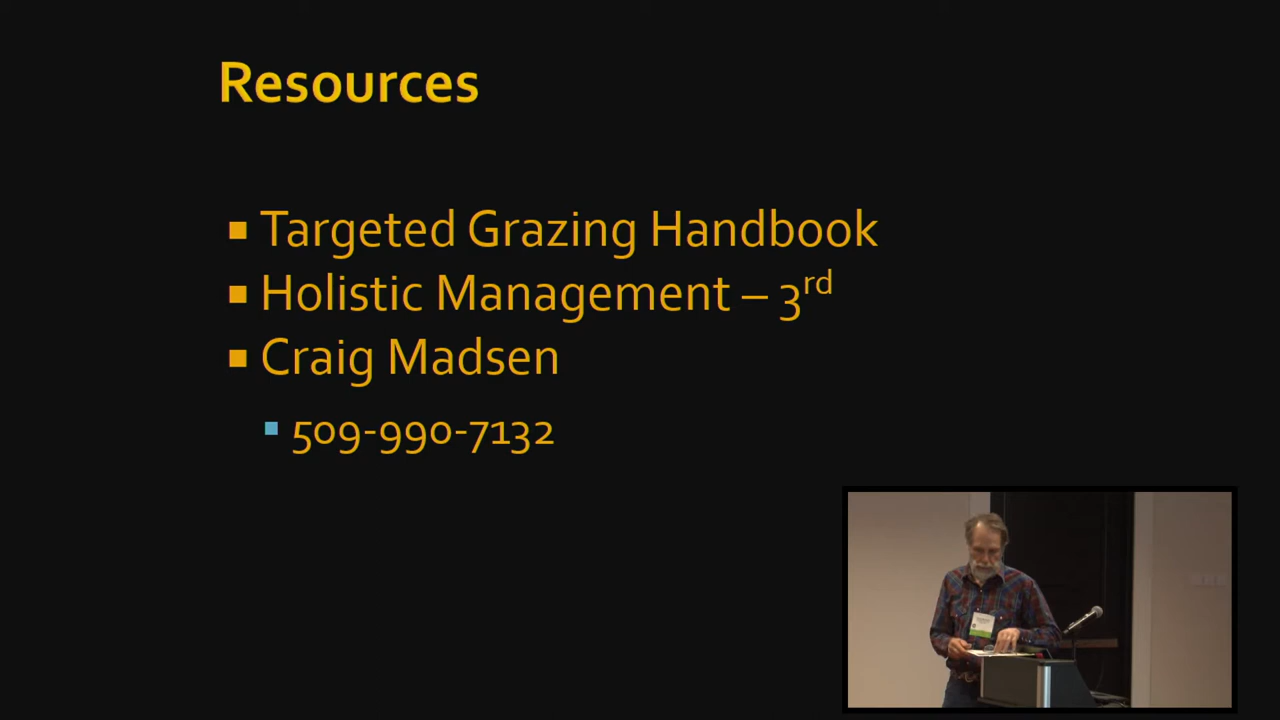 Resources
Targeted Grazing Handbook
Holistic Management – 3rd
Craig Madsen
509-990-7132